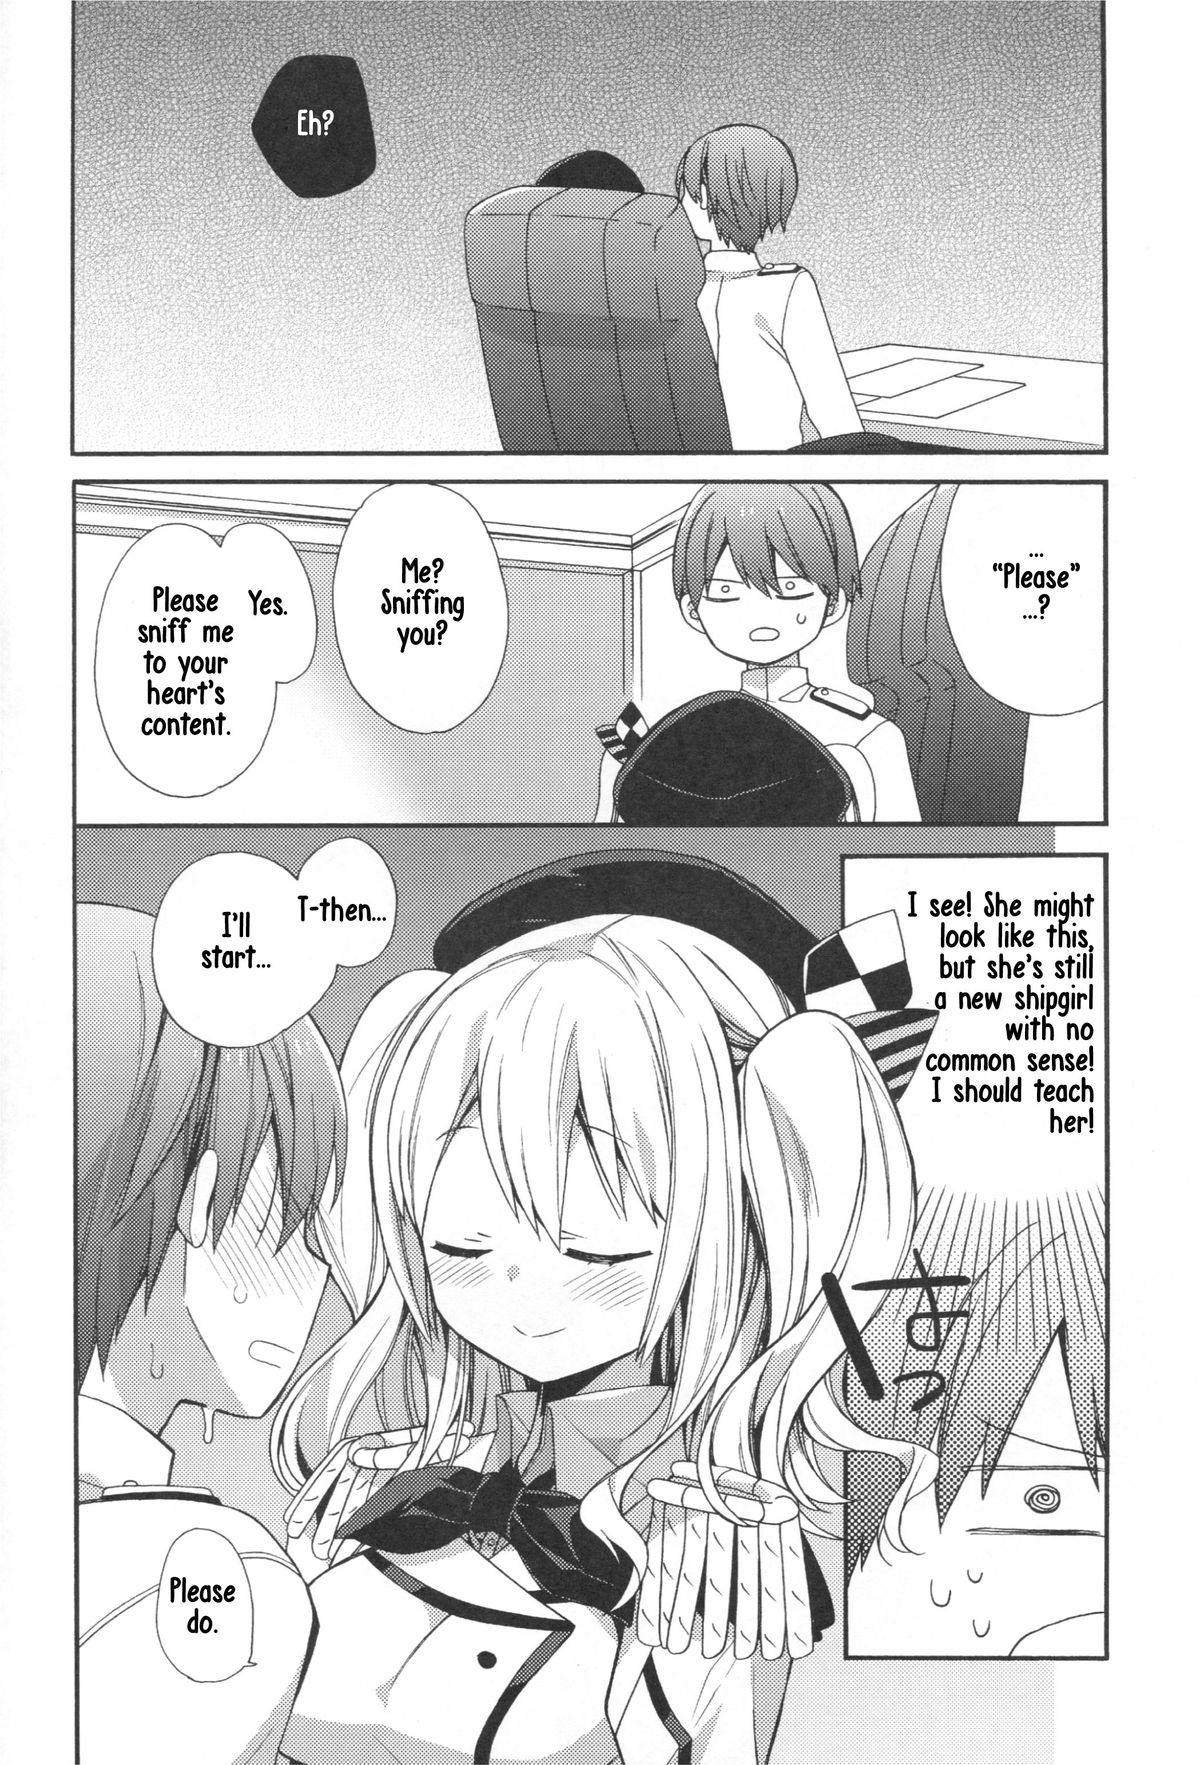 Eh?
...
“Please”
...?
Me?
Sniffing
you?
Yes.
Please
sniff me
to your
heart's
content.
I see! She might
look like this,
but she's still
a new shipgirl
with no
common sense!
I should teach
her!
T-then...
I'll
start...
Please
do.